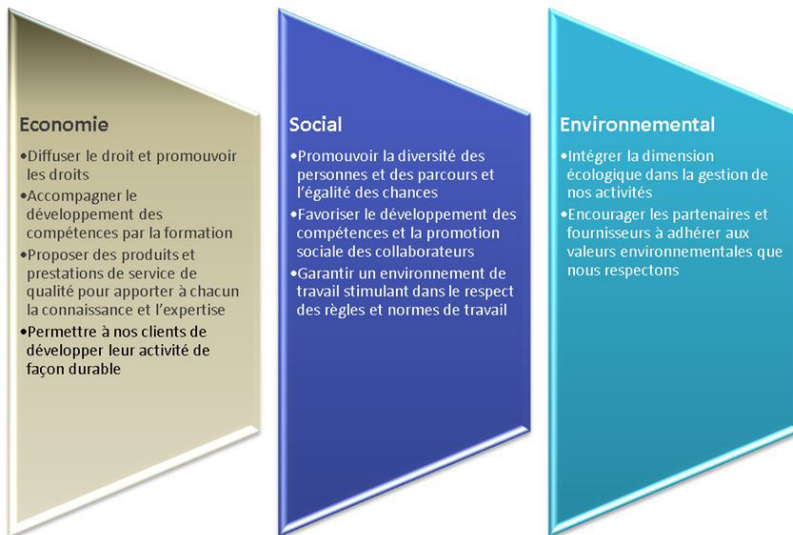 Economie
•Diffuser le droit et promouvoir
les droits
•Accompagner le
développement des
compétences par la formation
•Proposer des produits et
prestations de service de
qualité pour apporter à chacun
la connaissance et l'expertise
•Permettre à nos clients de
développer leur activité de
façon durable
Social
•Promouvoir la diversité des
personnes et des parcours et
l'égalité des chances
•Favoriser le développement des
compétences et la promotion
sociale des collaborateurs
•Garantir un environnement de
travail stimulant dans le respect
des règles et normes de travail
Environnemental
•Intégrer la dimension
écologique dans la gestion de
nos activités
•Encourager les partenaires et
fournisseurs à adhérer aux
valeurs environnementales que
nous respectons